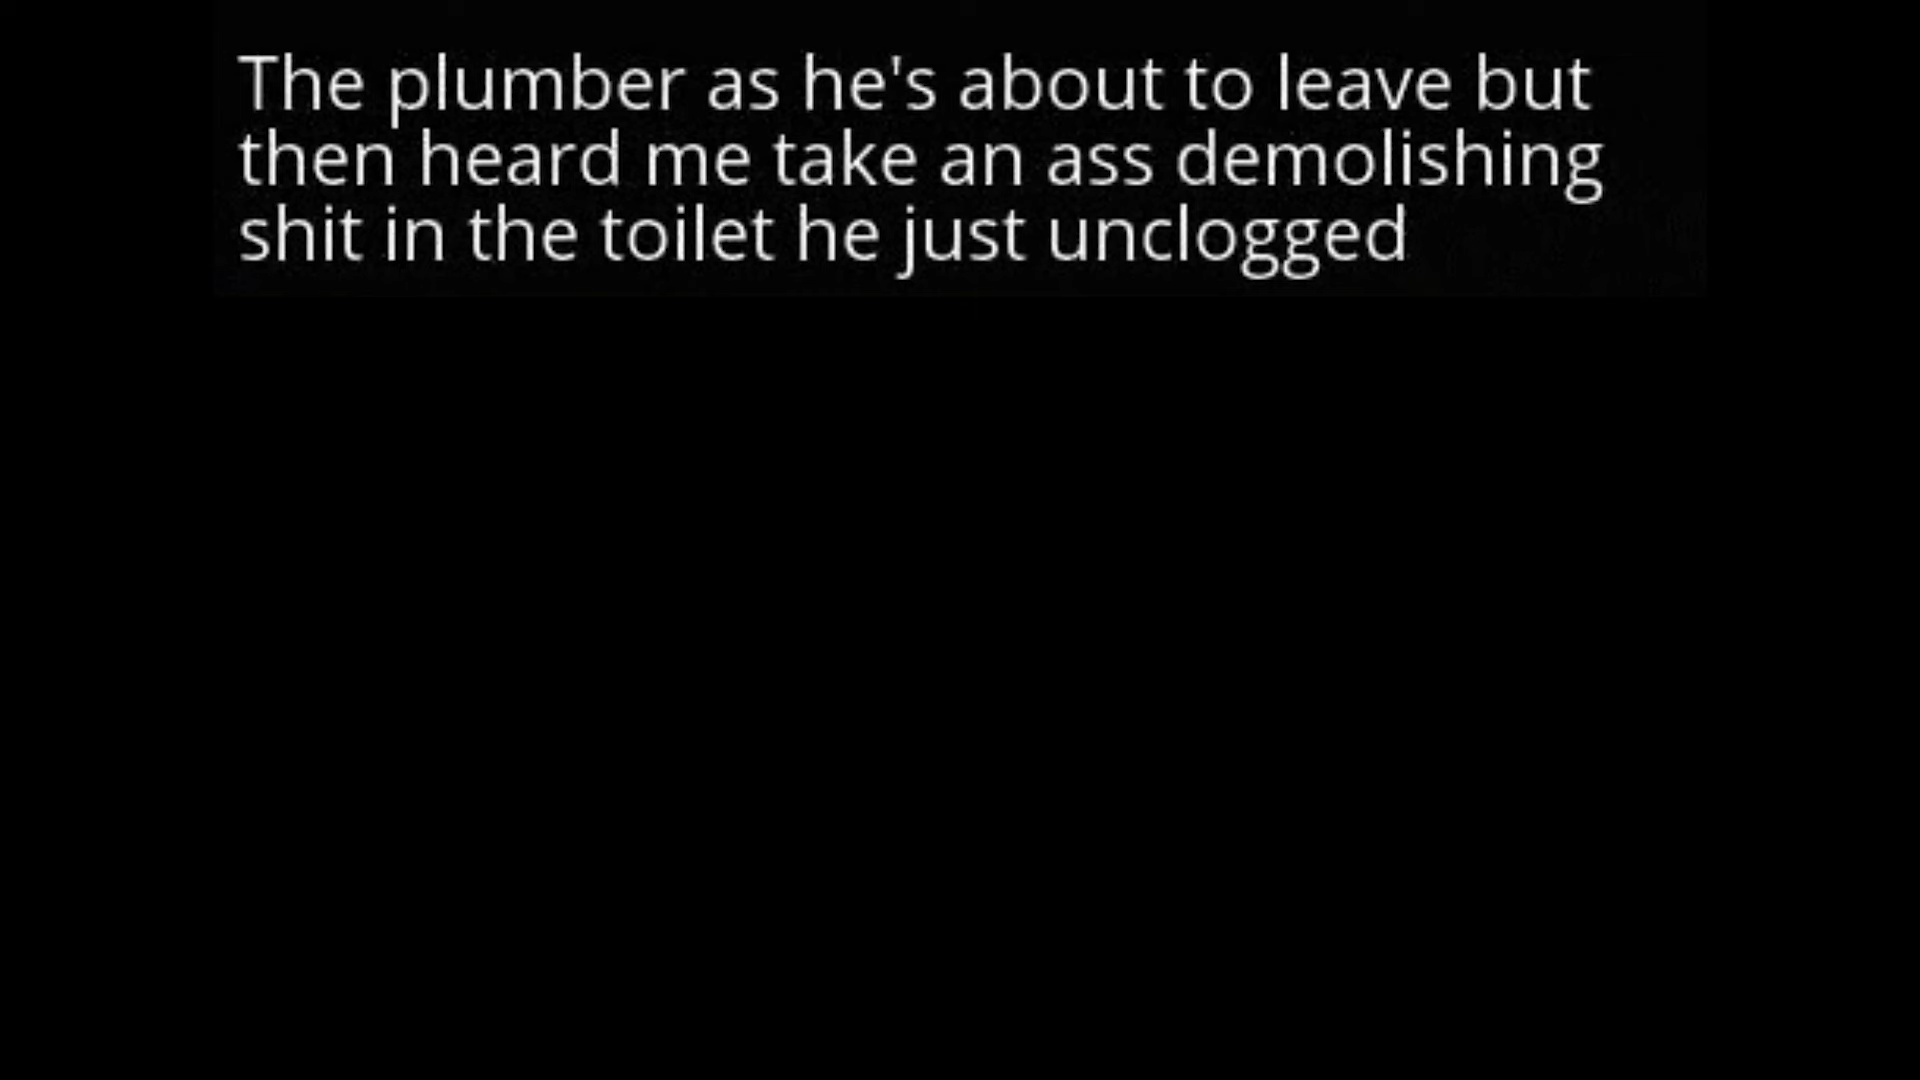 The plumber as he's about to leave but
then heard me take an ass demolishing
shit in the toilet he just unclogged